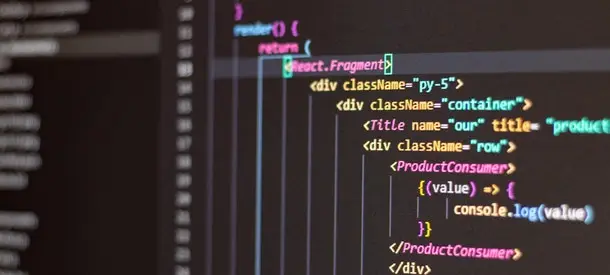 }
render() {
return (
<React.Fragment>
<div className="py-5">
<div className="container">
<Title name="our" title= "product
<div className="row">
<ProductConsumer>
{(value) => {
console.log(value)
}}
</ProductConsumer>
</div>